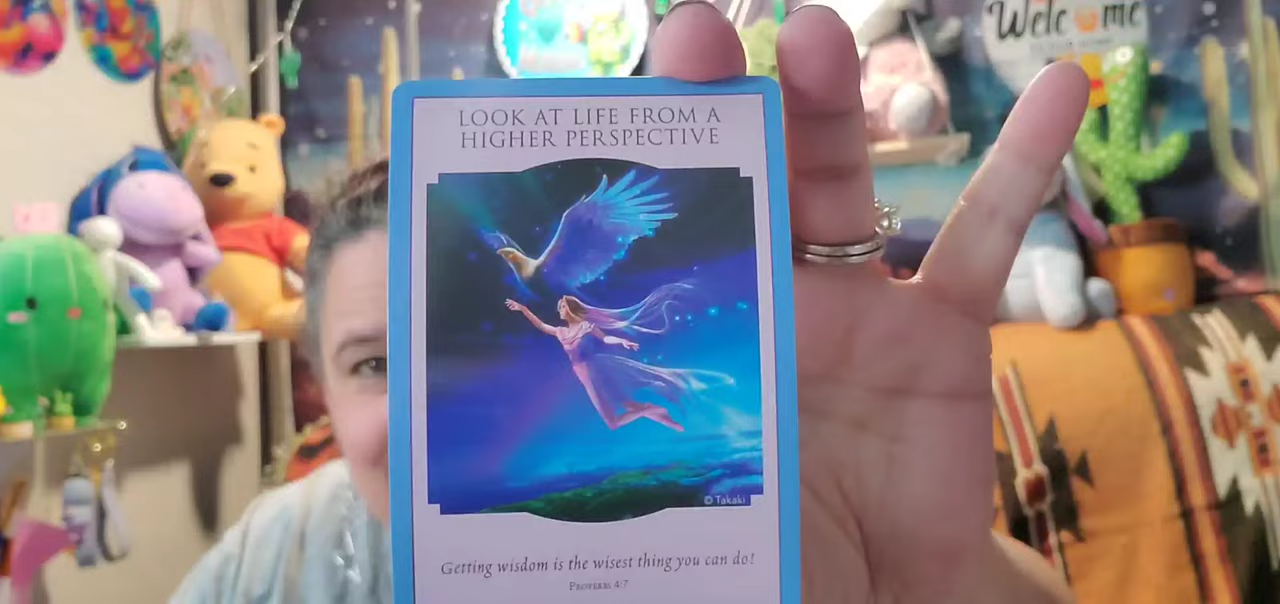 Welcome
LOOK AT LIFE FROM A
HIGHER PERSPECTIVE
© Takaki
Getting wisdom is the wisest thing you can do!
PROVERBS 4:7